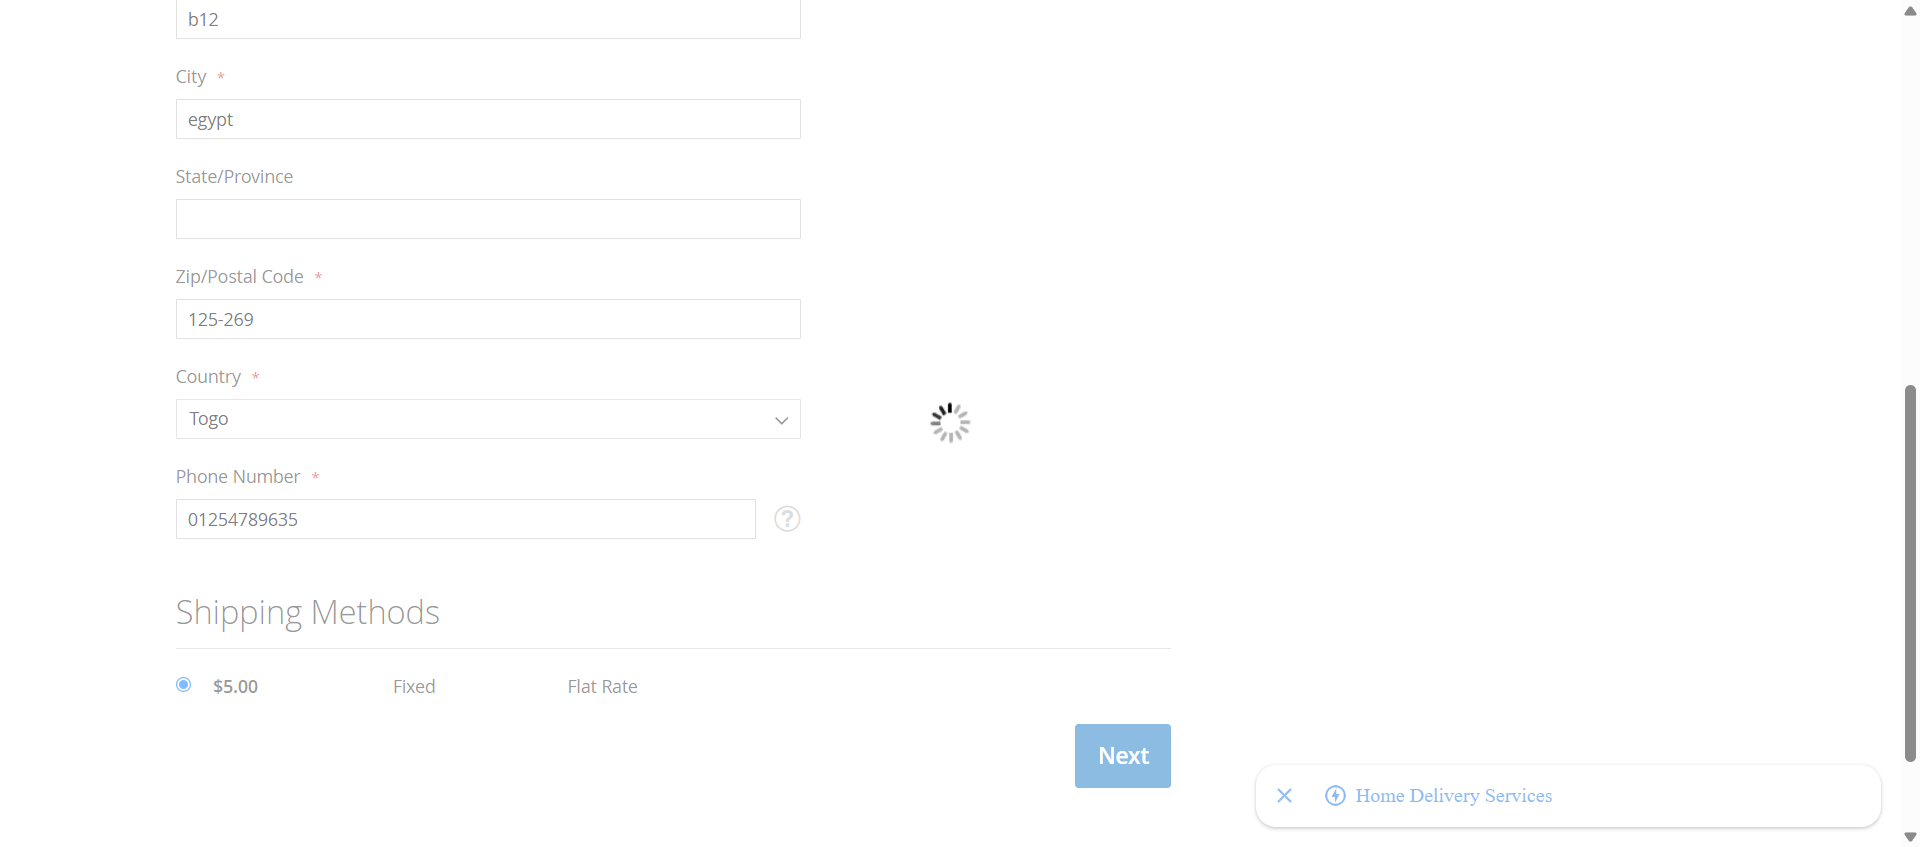 b12
City *
egypt
State/Province
Zip/Postal Code *
125-269
Country *
Togo
Phone Number *
01254789635
?
Shipping Methods
$5.00 Fixed Flat Rate
Next
Home Delivery Services